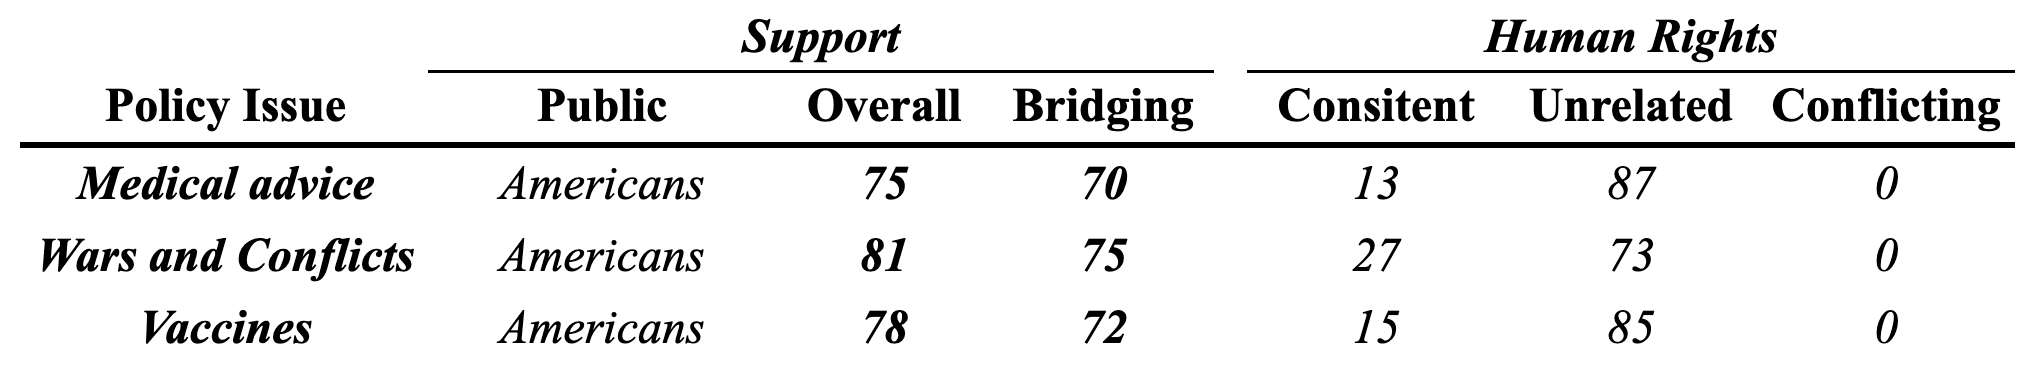 Support Human Rights
Policy Issue Public Overall Bridging Consitent Unrelated Conflicting
Medical advice Americans 75 70 13 87 0
Wars and Conflicts Americans 81 75 27 73 0
Vaccines Americans 78 72 15 85 0